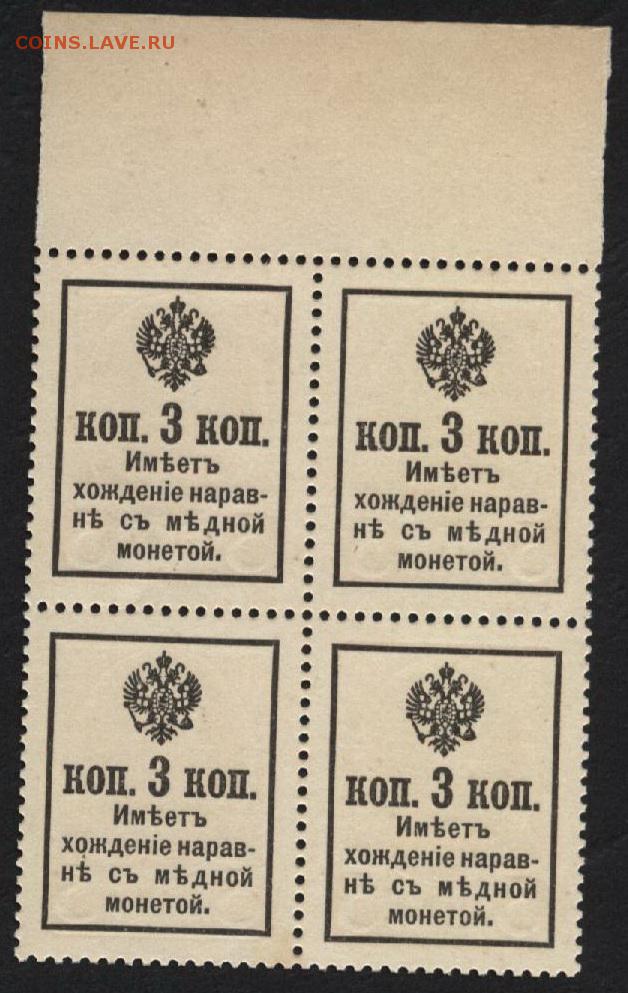 COINS.LAVE.RU
коп. 3 коп.
Имѣетъ
хожденіе нарав-
нѣ съ мѣдной
монетой.
коп. 3 коп.
Имѣетъ
хожденіе нарав-
нѣ съ мѣдной
монетой.
коп. 3 коп.
Имѣетъ
хожденіе нарав-
нѣ съ мѣдной
монетой.
коп. 3 коп.
Имѣетъ
хожденіе нарав-
нѣ съ мѣдной
монетой.